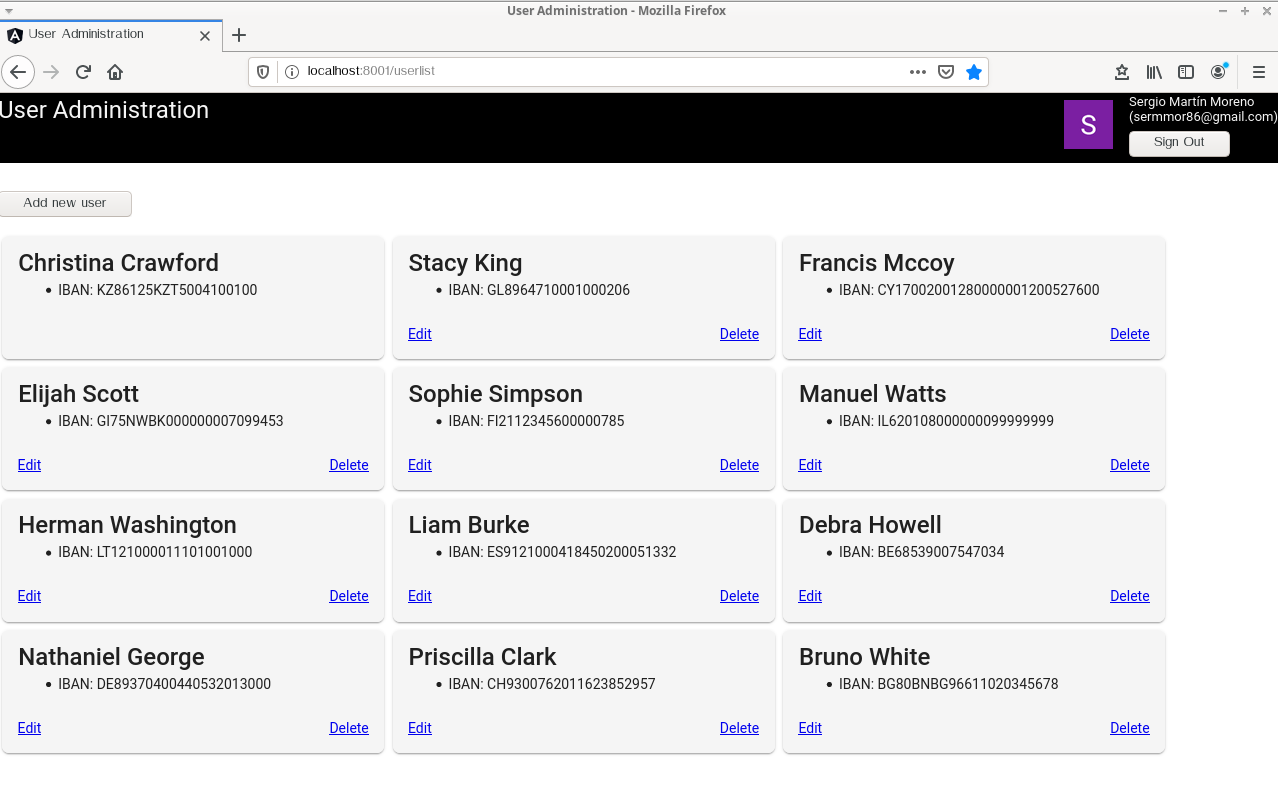 User Administration - Mozilla Firefox
User Administration
localhost:8001/userlist
User Administration
S
Sergio Martín Moreno
(sermmor86@gmail.com)
Sign Out
Add new user
Christina Crawford
• IBAN: KZ86125KZT5004100100
Stacy King
• IBAN: GL8964710001000206
Edit Delete
Francis Mccoy
• IBAN: CY17002001280000001200527600
Edit Delete
Elijah Scott
• IBAN: GI75NWBK000000007099453
Edit Delete
Sophie Simpson
• IBAN: FI2112345600000785
Edit Delete
Manuel Watts
• IBAN: IL620108000000099999999
Edit Delete
Herman Washington
• IBAN: LT121000011101001000
Edit Delete
Liam Burke
• IBAN: ES9121000418450200051332
Edit Delete
Debra Howell
• IBAN: BE68539007547034
Edit Delete
Nathaniel George
• IBAN: DE89370400440532013000
Edit Delete
Priscilla Clark
• IBAN: CH9300762011623852957
Edit Delete
Bruno White
• IBAN: BG80BNBG96611020345678
Edit Delete